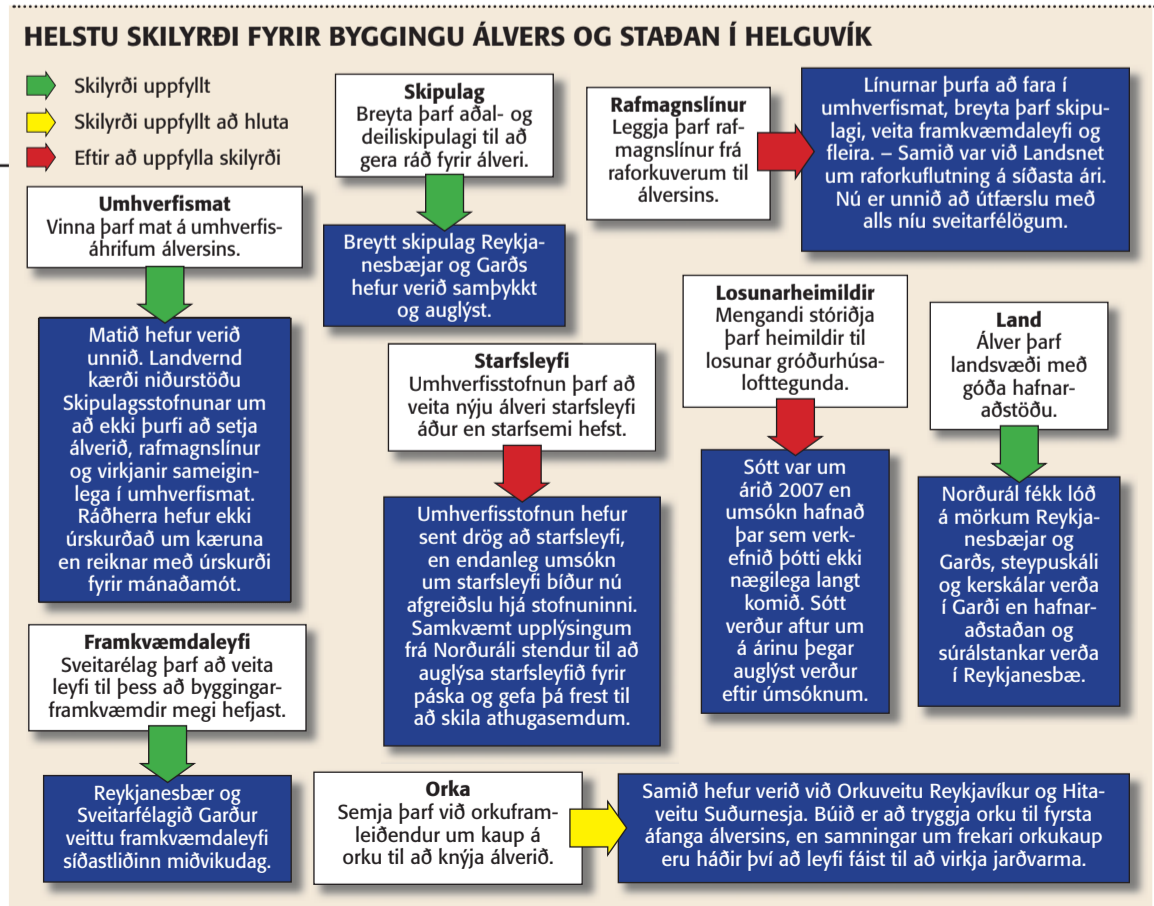 HELSTU SKILYRÐI FYRIR BYGGINGU ÁLVERS OG STAÐAN Í HELGUVÍK
Skilyrði uppfyllt
Skilyrði uppfyllt að hluta
Eftir að uppfylla skilyrði
Umhverfismat
Vinna þarf mat á umhverfis-
áhrifum álversins.
Matið hefur verið
unnið. Landvernd
kærði niðurstöðu
Skipulagsstofnunar um
að ekki þurfi að setja
álverið, rafmagnslínur
og virkjanir sameigin-
lega í umhverfismat.
Ráðherra hefur ekki
úrskurðað um kæruna
en reiknar með úrskurði
fyrir mánaðamót.
Framkvæmdaleyfi
Sveitarélag þarf að veita
leyfi til þess að byggingar-
framkvæmdir megi hefjast.
Reykjanesbær og
Sveitarfélagið Garður
veittu framkvæmdaleyfi
síðastliðinn miðvikudag.
Skipulag
Breyta þarf aðal- og
deiliskipulagi til að
gera ráð fyrir álveri.
Breytt skipulag Reykja-
nesbæjar og Garðs
hefur verið samþykkt
og auglýst.
Starfsleyfi
Umhverfisstofnun þarf að
veita nýju álveri starfsleyfi
áður en starfsemi hefst.
Umhverfisstofnun hefur
sent drög að starfsleyfi,
en endanleg umsókn
um starfsleyfi bíður nú
afgreiðslu hjá stofnuninni.
Samkvæmt upplýsingum
frá Norðuráli stendur til að
auglýsa starfsleyfið fyrir
páska og gefa þá frest til
að skila athugasemdum.
Rafmagnslínur
Leggja þarf raf-
magnslínur frá
raforkuverum til
álversins.
Línurnar þurfa að fara í
umhverfismat, breyta þarf skipu-
lagi, veita framkvæmdaleyfi og
fleira. – Samið var við Landsnet
um raforkuflutning á síðasta ári.
Nú er unnið að útfærslu með
alls níu sveitarfélögum.
Losunarheimildir
Mengandi stóriðja
þarf heimildir til
losunar gróðurhúsa-
lofttegunda.
Sótt var um
árið 2007 en
umsókn hafnað
þar sem verk-
efnið þótti ekki
nægilega langt
komið. Sótt
verður aftur um
á árinu þegar
auglýst verður
eftir úmsóknum.
Land
Álver þarf
landsvæði með
góða hafnar-
aðstöðu.
Norðurál fékk lóð
á mörkum Reykja-
nesbæjar og
Garðs, steypuskáli
og kerskálar verða
í Garði en hafnar-
aðstaðan og
súrálstankar verða
í Reykjanesbæ.
Orka
Semja þarf við orkufram-
leiðendur um kaup á
orku til að knýja álverið.
Samið hefur verið við Orkuveitu Reykjavíkur og Hita-
veitu Suðurnesja. Búið er að tryggja orku til fyrsta
áfanga álversins, en samningar um frekari orkukaup
eru háðir því að leyfi fáist til að virkja jarðvarma.